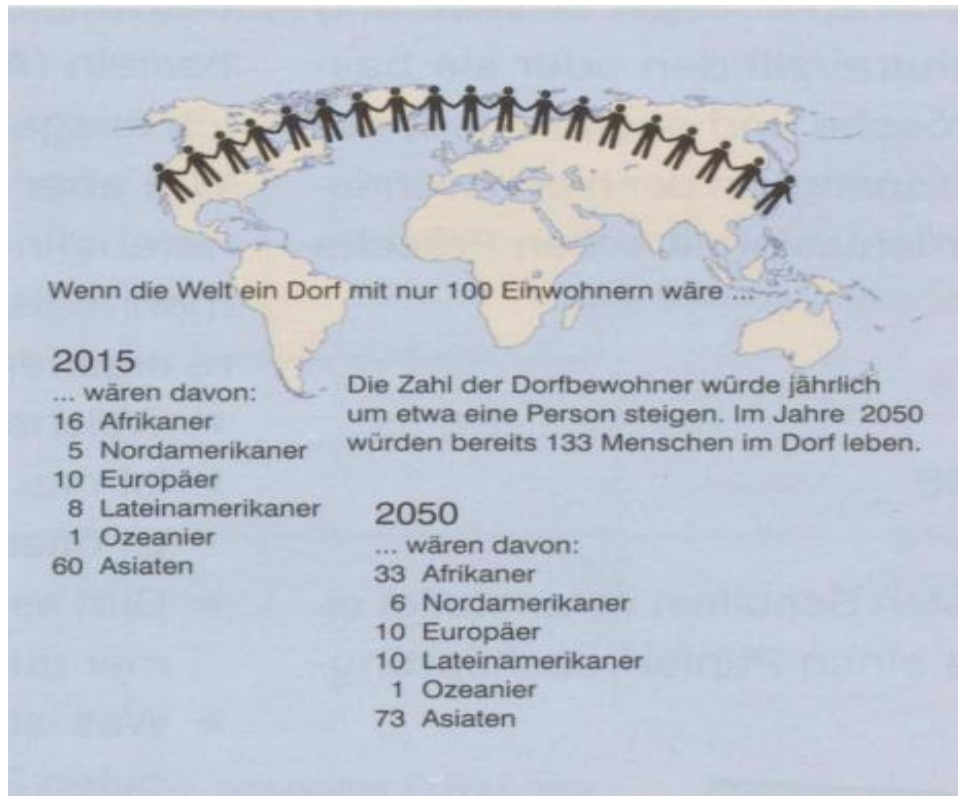 Wenn die Welt ein Dorf mit nur 100 Einwohnern wäre ...
2015
... wären davon:
16 Afrikaner
5 Nordamerikaner
10 Europäer
8 Lateinamerikaner
1 Ozeanier
60 Asiaten
Die Zahl der Dorfbewohner würde jährlich
um etwa eine Person steigen. Im Jahre 2050
würden bereits 133 Menschen im Dorf leben.
2050
... wären davon:
33 Afrikaner
6 Nordamerikaner
10 Europäer
10 Lateinamerikaner
1 Ozeanier
73 Asiaten